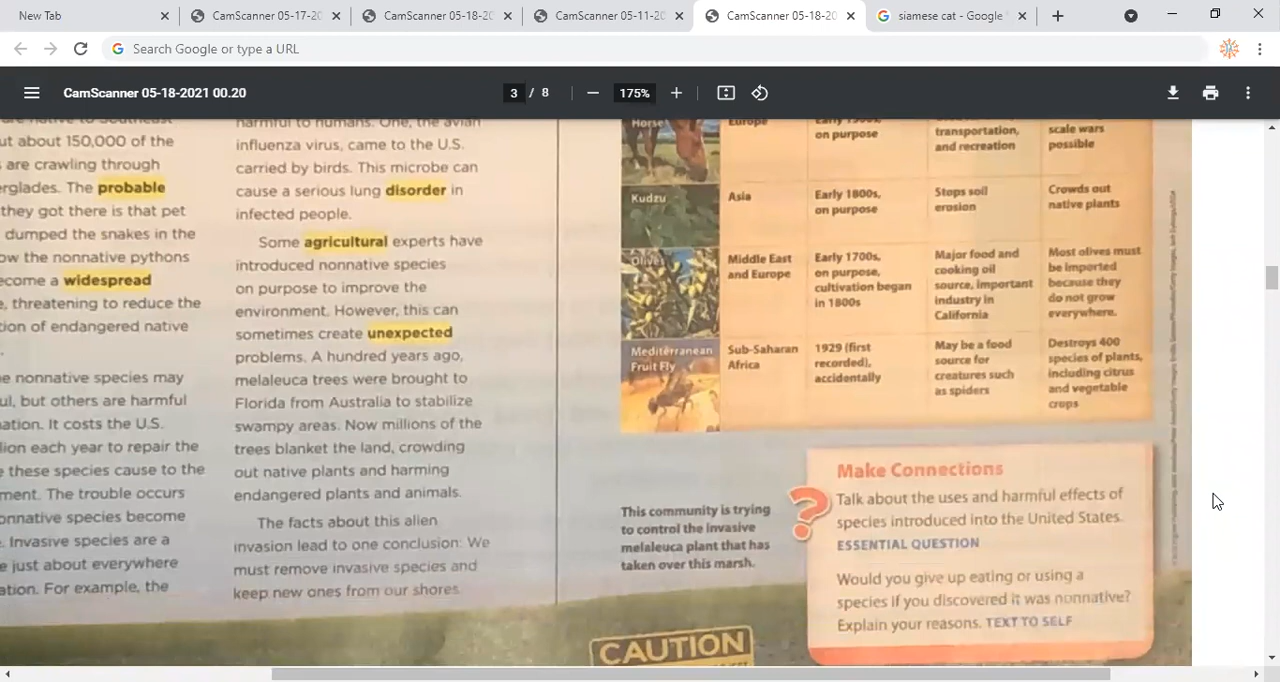 New Tab
CamScanner 05-17-20
CamScanner 05-18-20
CamScanner 05-11-20
CamScanner 05-18-20
siamese cat - Google
Search Google or type a URL
CamScanner 05-18-2021 00.20
3 / 8
175%
are native to Southeast
ut about 150,000 of the
are crawling through
erglades. The probable
they got there is that pet
dumped the snakes in the
ow the nonnative pythons
ecome a widespread
e, threatening to reduce the
tion of endangered native
e nonnative species may
ul, but others are harmful
nation. It costs the U.S.
lion each year to repair the
e these species cause to the
ment. The trouble occurs
onnative species become
e. Invasive species are a
e just about everywhere
ation. For example, the
harmful to humans. One, the avian
influenza virus, came to the U.S.
carried by birds. This microbe can
cause a serious lung disorder in
infected people.
Some agricultural experts have
introduced nonnative species
on purpose to improve the
environment. However, this can
sometimes create unexpected
problems. A hundred years ago,
melaleuca trees were brought to
Florida from Australia to stabilize
swampy areas. Now millions of the
trees blanket the land, crowding
out native plants and harming
endangered plants and animals.
The facts about this alien
invasion lead to one conclusion: We
must remove invasive species and
keep new ones from our shores.
Horse
Europe
on purpose
transportation,
and recreation
scale wars
possible
Kudzu
Asia
Early 1800s,
on purpose
Stops soil
erosion
Crowds out
native plants
Olives
Middle East
and Europe
Early 1700s,
on purpose,
cultivation began
in 1800s
Major food and
cooking oil
source, important
industry in
California
Most olives must
be imported
because they
do not grow
everywhere.
Mediterranean
Fruit Fly
Sub-Saharan
Africa
1929 (first
recorded),
accidentally
May be a food
source for
creatures such
as spiders
Destroys 400
species of plants,
including citrus
and vegetable
crops
This community is trying
to control the invasive
melaleuca plant that has
taken over this marsh.
CAUTION
?
Make Connections
Talk about the uses and harmful effects of
species introduced into the United States.
ESSENTIAL QUESTION
Would you give up eating or using a
species if you discovered it was nonnative?
Explain your reasons. TEXT TO SELF